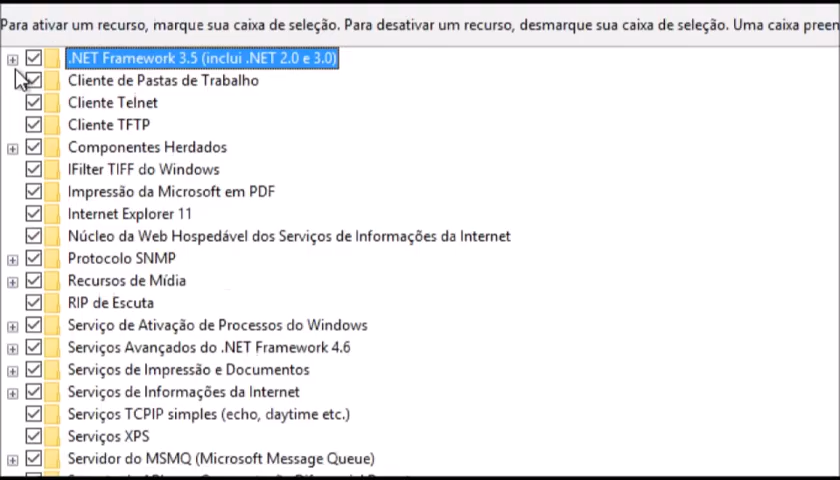 Para ativar um recurso, marque sua caixa de seleção. Para desativar um recurso, desmarque sua caixa de seleção. Uma caixa preen
.NET Framework 3.5 (inclui .NET 2.0 e 3.0)
Cliente de Pastas de Trabalho
Cliente Telnet
Cliente TFTP
Componentes Herdados
IFilter TIFF do Windows
Impressão da Microsoft em PDF
Internet Explorer 11
Núcleo da Web Hospedável dos Serviços de Informações da Internet
Protocolo SNMP
Recursos de Mídia
RIP de Escuta
Serviço de Ativação de Processos do Windows
Serviços Avançados do .NET Framework 4.6
Serviços de Impressão e Documentos
Serviços de Informações da Internet
Serviços TCPIP simples (echo, daytime etc.)
Serviços XPS
Servidor do MSMQ (Microsoft Message Queue)